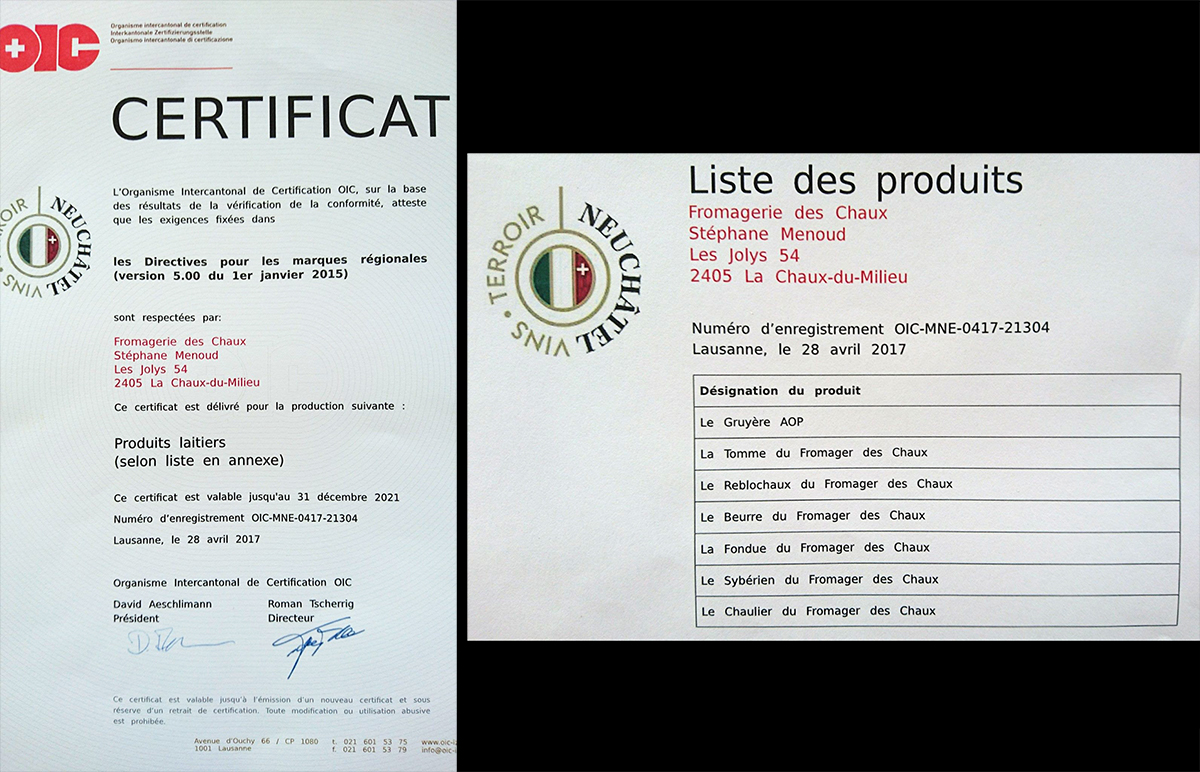 OIC
Organisme intercantonal de certification
Interkantonale Zertifizierungsstelle
Organismo intercantonale di certificazione
CERTIFICAT
L'Organisme Intercantonal de Certification OIC, sur la base
des résultats de la vérification de la conformité, atteste
que les exigences fixées dans
NEUCHÂTEL
VINS
les Directives pour les marques régionales
(version 5.00 du 1er janvier 2015)
sont respectées par:
Fromagerie des Chaux
Stéphane Menoud
Les Jolys 54
2405 La Chaux-du-Milieu
Ce certificat est délivré pour la production suivante :
Produits laitiers
(selon liste en annexe)
Ce certificat est valable jusqu'au 31 décembre 2021
Numéro d'enregistrement OIC-MNE-0417-21304
Lausanne, le 28 avril 2017
Organisme Intercantonal de Certification OIC
David Aeschlimann Roman Tscherrig
Président Directeur
Ce certificat est valable jusqu'à l'émission d'un nouveau certificat et sous
réserve d'un retrait de certification. Toute modification ou utilisation abusive
est prohibée.
Avenue d'Ouchy 66 / CP 1080 t. 021 601 53 75 www.oic-i
1001 Lausanne f. 021 601 53 79 info@oic-
Liste des produits
Fromagerie des Chaux
Stéphane Menoud
Les Jolys 54
2405 La Chaux-du-Milieu
TERROIR • VINS
NEUCHÂTEL
Numéro d'enregistrement OIC-MNE-0417-21304
Lausanne, le 28 avril 2017
Désignation du produit
Le Gruyère AOP
La Tomme du Fromager des Chaux
Le Reblochaux du Fromager des Chaux
Le Beurre du Fromager des Chaux
La Fondue du Fromager des Chaux
Le Sybérien du Fromager des Chaux
Le Chaulier du Fromager des Chaux